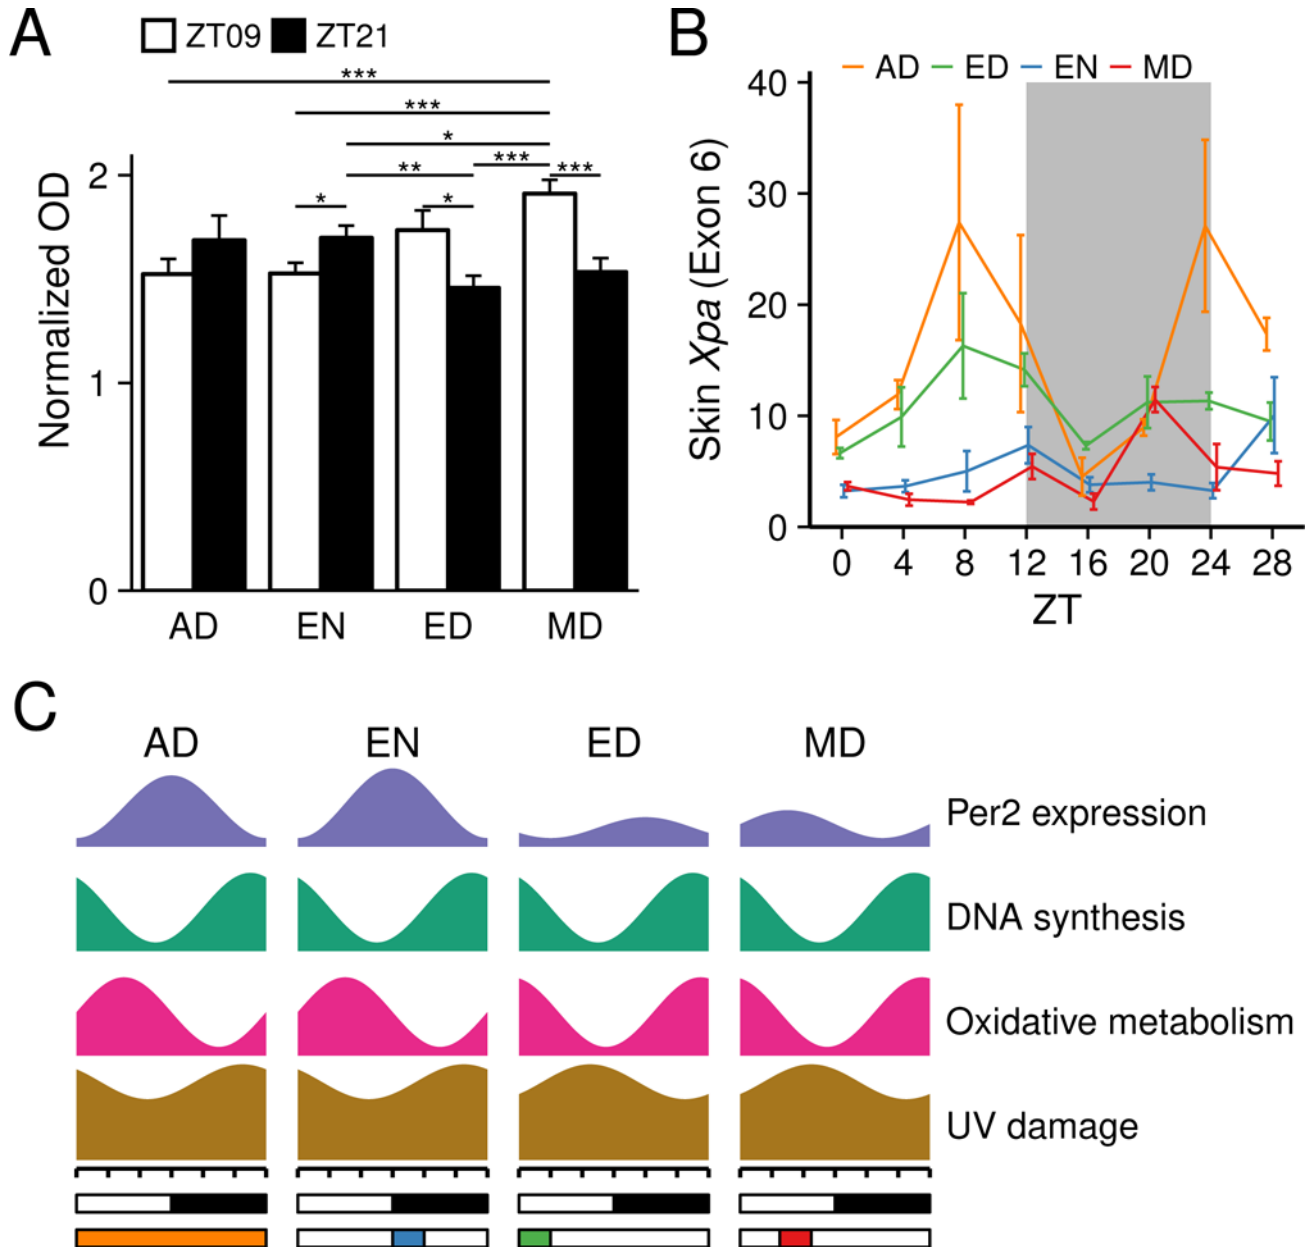 A
ZT09 ZT21
***
***
*
***
**
***
*
*
Normalized OD
2
1
0
AD EN ED MD
B
AD ED EN MD
Skin Xpa (Exon 6)
40
30
20
10
0
0 4 8 12 16 20 24 28
ZT
C
AD EN ED MD
Per2 expression
DNA synthesis
Oxidative metabolism
UV damage